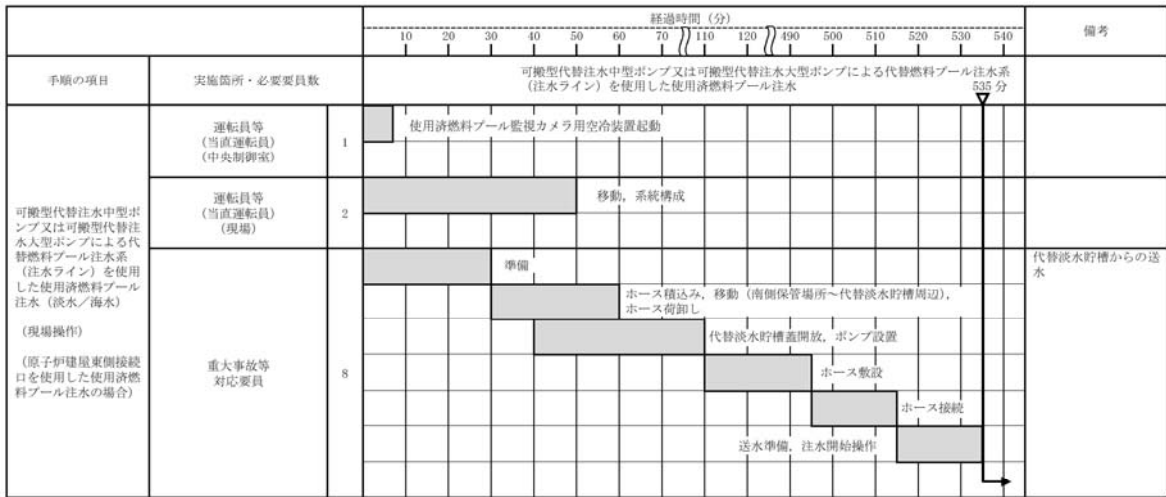 経過時間（分）
備考
10 20 30 40 50 60 70 110 120 490 500 510 520 530 540
手順の項目
実施箇所・必要要員数
可搬型代替注水中型ポンプ又は可搬型代替注水大型ポンプによる代替燃料プール注水系
（注水ライン）を使用した使用済燃料プール注水
535 分
可搬型代替注水中型ポ
ンプ又は可搬型代替注
水大型ポンプによる代
替燃料プール注水系
（注水ライン）を使用
した使用済燃料プール
注水（淡水／海水）
（現場操作）
（原子炉建屋東側接続
口を使用した使用済燃
料プール注水の場合）
運転員等
（当直運転員）
（中央制御室）
1
使用済燃料プール監視カメラ用空冷装置起動
運転員等
（当直運転員）
（現場）
2
移動，系統構成
重大事故等
対応要員
8
準備
ホース積込み，移動（南側保管場所～代替淡水貯槽周辺），
ホース荷卸し
代替淡水貯槽蓋開放，ポンプ設置
ホース敷設
ホース接続
送水準備，注水開始操作
代替淡水貯槽からの送
水